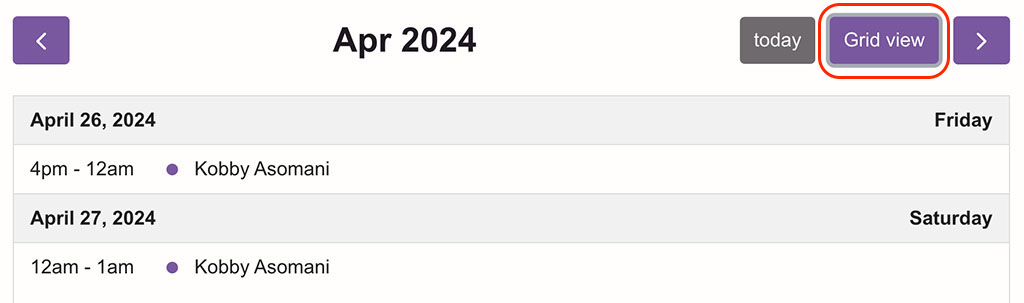 Apr 2024 today Grid view
April 26, 2024 Friday
4pm - 12am Kobby Asomani
April 27, 2024 Saturday
12am - 1am Kobby Asomani